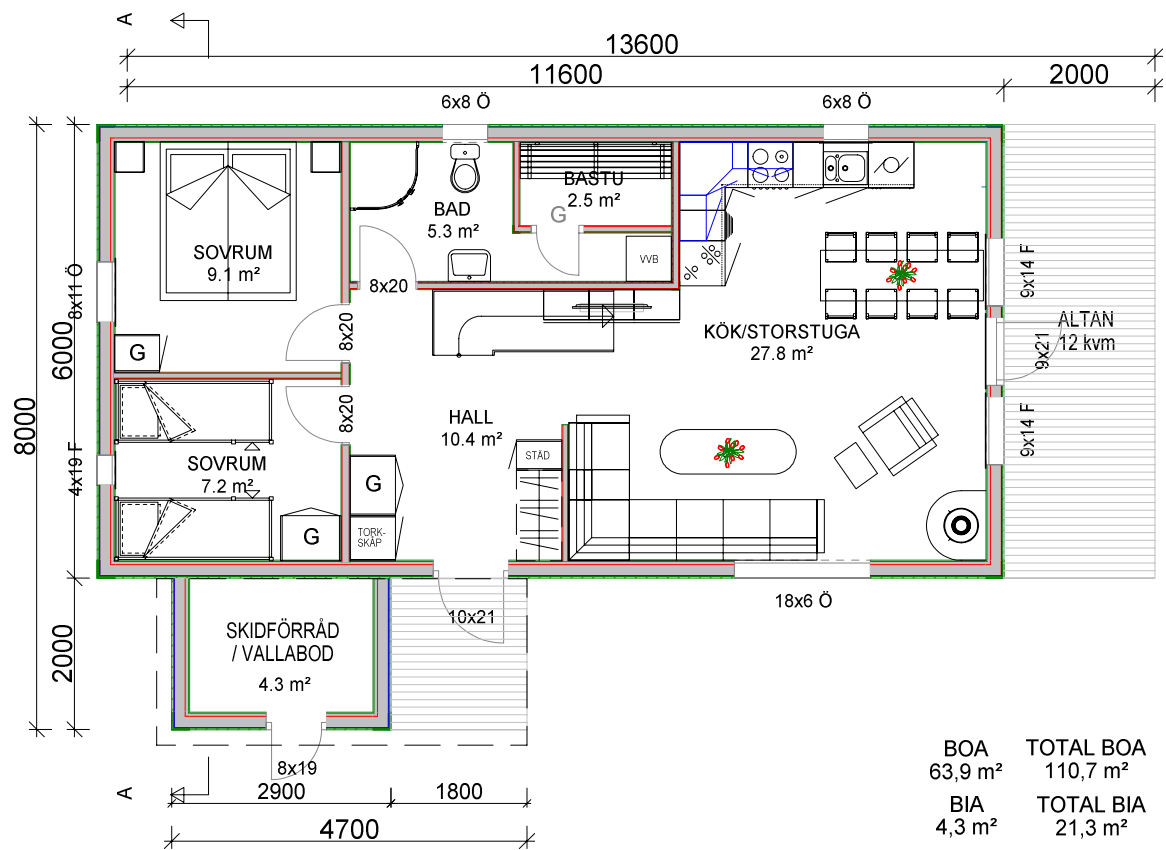 A
13600
11600
2000
6x8 Ö
6x8 Ö
BASTU
2.5 m²
G
BAD
5.3 m²
SOVRUM
9.1 m²
VVB
% %
% %
8x20
8x11 Ö
9x14 F
8x20
KÖK/STORSTUGA
27.8 m²
ALTAN
12 kvm
9x21
G
6000
8000
8x20
HALL
10.4 m²
9x14 F
4x19 F
SOVRUM
7.2 m²
STÄD
G
G
TORK-
SKÅP
10x21
18x6 Ö
SKIDFÖRRÅD
/ VALLABOD
4.3 m²
2000
8x19
A
2900
1800
4700
BOA
63,9 m²
TOTAL BOA
110,7 m²
BIA
4,3 m²
TOTAL BIA
21,3 m²